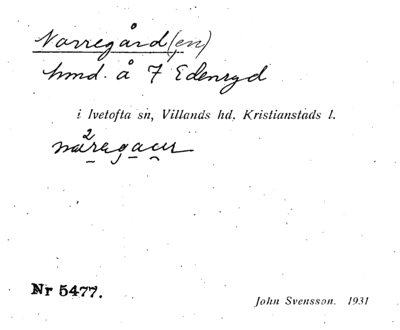 Norregård(en)
hmd. å 7 Edenryd
i Ivetofta sn, Villands hd, Kristianstads l.
Nr 5477.
John Svensson. 1931